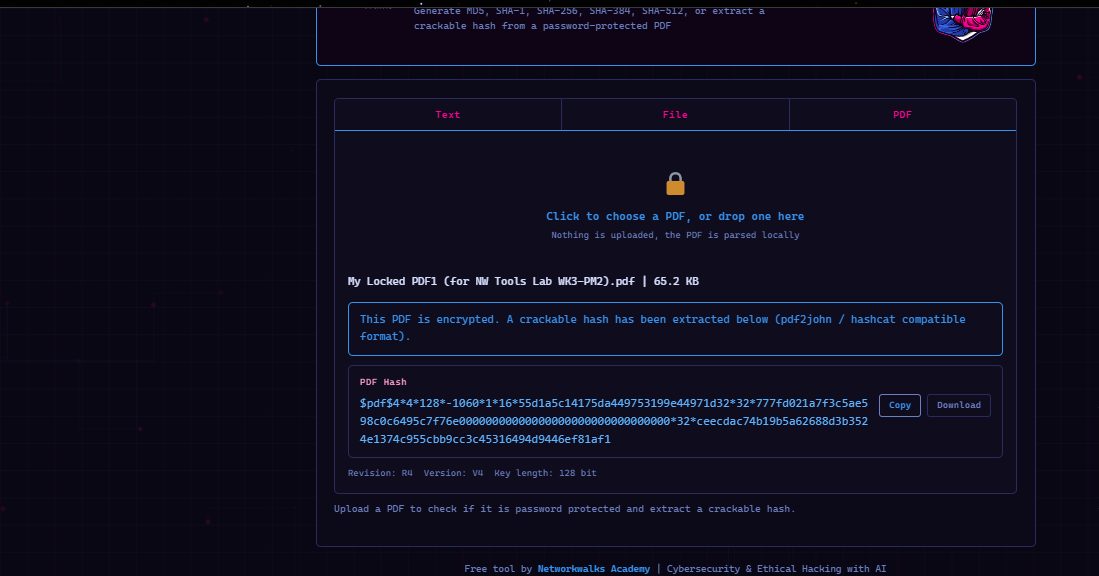 Generate MD5, SHA-1, SHA-256, SHA-384, SHA-512, or extract a
crackable hash from a password-protected PDF
Text
File
PDF
Click to choose a PDF, or drop one here
Nothing is uploaded, the PDF is parsed locally
My Locked PDF1 (for NW Tools Lab WK3-PM2).pdf | 65.2 KB
This PDF is encrypted. A crackable hash has been extracted below (pdf2john / hashcat compatible
format).
PDF Hash
$pdf$4*4*128*-1060*1*16*55d1a5c14175da449753199e44971d32*32*777fd021a7f3c5ae5
98c0c6495c7f76e00000000000000000000000000000000*32*ceecdac74b19b5a62688d3b352
4e1374c955cbb9cc3c45316494d9446ef81af1
Copy
Download
Revision: R4 Version: V4 Key length: 128 bit
Upload a PDF to check if it is password protected and extract a crackable hash.
Free tool by Networkwalks Academy | Cybersecurity & Ethical Hacking with AI